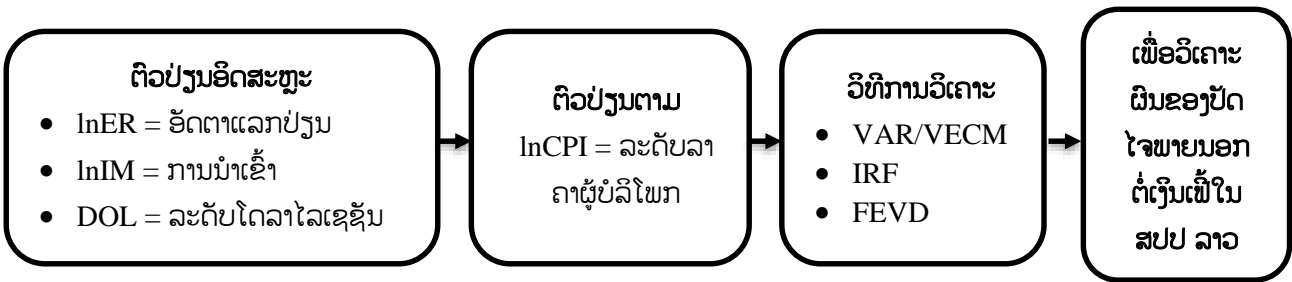 ຕົວປ່ຽນອິດສະຫຼະ
• lnER = ອັດຕາແລກປ່ຽນ
• lnIM = ການນຳເຂົ້າ
• DOL = ລະດັບໂດລາໄລເຊຊັນ
ຕົວປ່ຽນຕາມ
lnCPI = ລະດັບລາ
ຄາຜູ້ບໍລິໂພກ
ວິທີການວິເຄາະ
• VAR/VECM
• IRF
• FEVD
ເພື່ອວິເຄາະ
ຜົນຂອງປັດ
ໄຈພາຍນອກ
ຕໍ່ເງິນເຟີ້ໃນ
ສປປ ລາວ